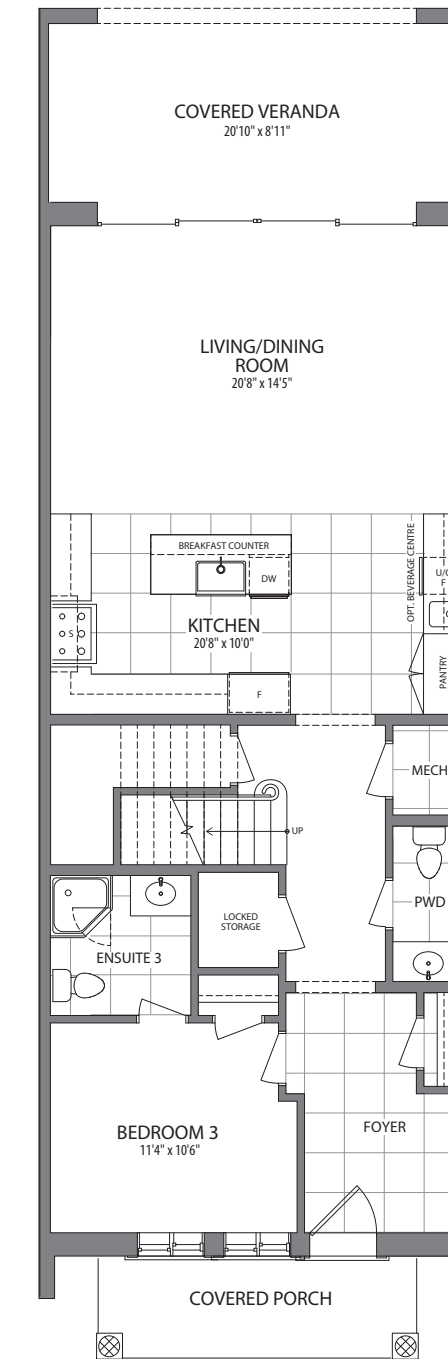 COVERED VERANDA
20'10" x 8'11"
LIVING/DINING
ROOM
20'8" x 14'5"
BREAKFAST COUNTER
DW
OPT. BEVERAGE CENTRE
U/C
F
S
KITCHEN
20'8" x 10'0"
F
PANTRY
MECH
UP
PWD
LOCKED
STORAGE
ENSUITE 3
BEDROOM 3
11'4" x 10'6"
FOYER
COVERED PORCH